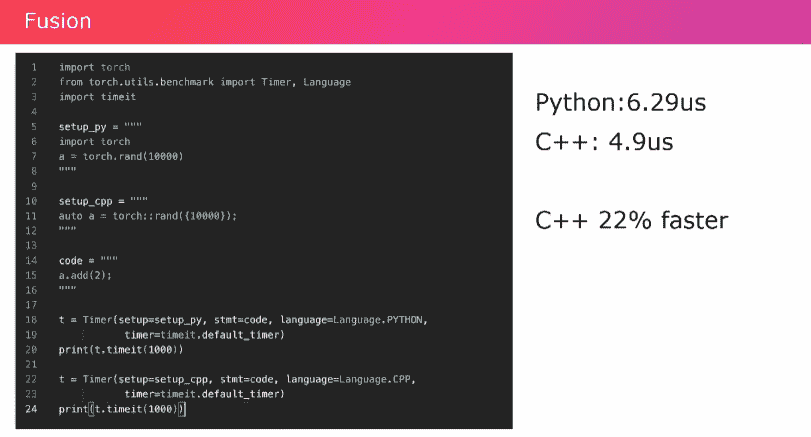 Fusion
1 import torch
2 from torch.utils.benchmark import Timer, Language
3 import timeit
4
5 setup_py = """
6 import torch
7 a = torch.rand(10000)
8 """
9
10 setup_cpp = """
11 auto a = torch::rand({10000});
12 """
13
14 code = """
15 a.add(2);
16 """
17
18 t = Timer(setup=setup_py, stmt=code, language=Language.PYTHON,
19 timer=timeit.default_timer)
20 print(t.timeit(1000))
21
22 t = Timer(setup=setup_cpp, stmt=code, language=Language.CPP,
23 timer=timeit.default_timer)
24 print(t.timeit(1000))
Python:6.29us
C++: 4.9us
C++ 22% faster